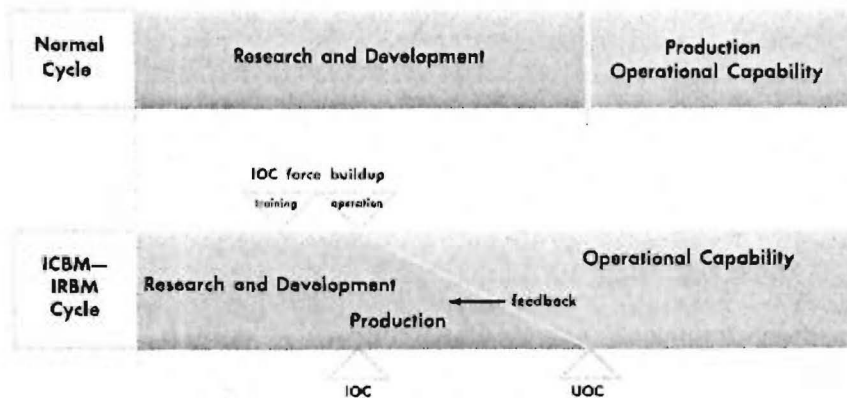 Normal
Cycle
Research and Development
Production
Operational Capability
IOC force buildup
training operation
ICBM—
IRBM
Cycle
Operational Capability
Research and Development
feedback
Production
IOC UOC